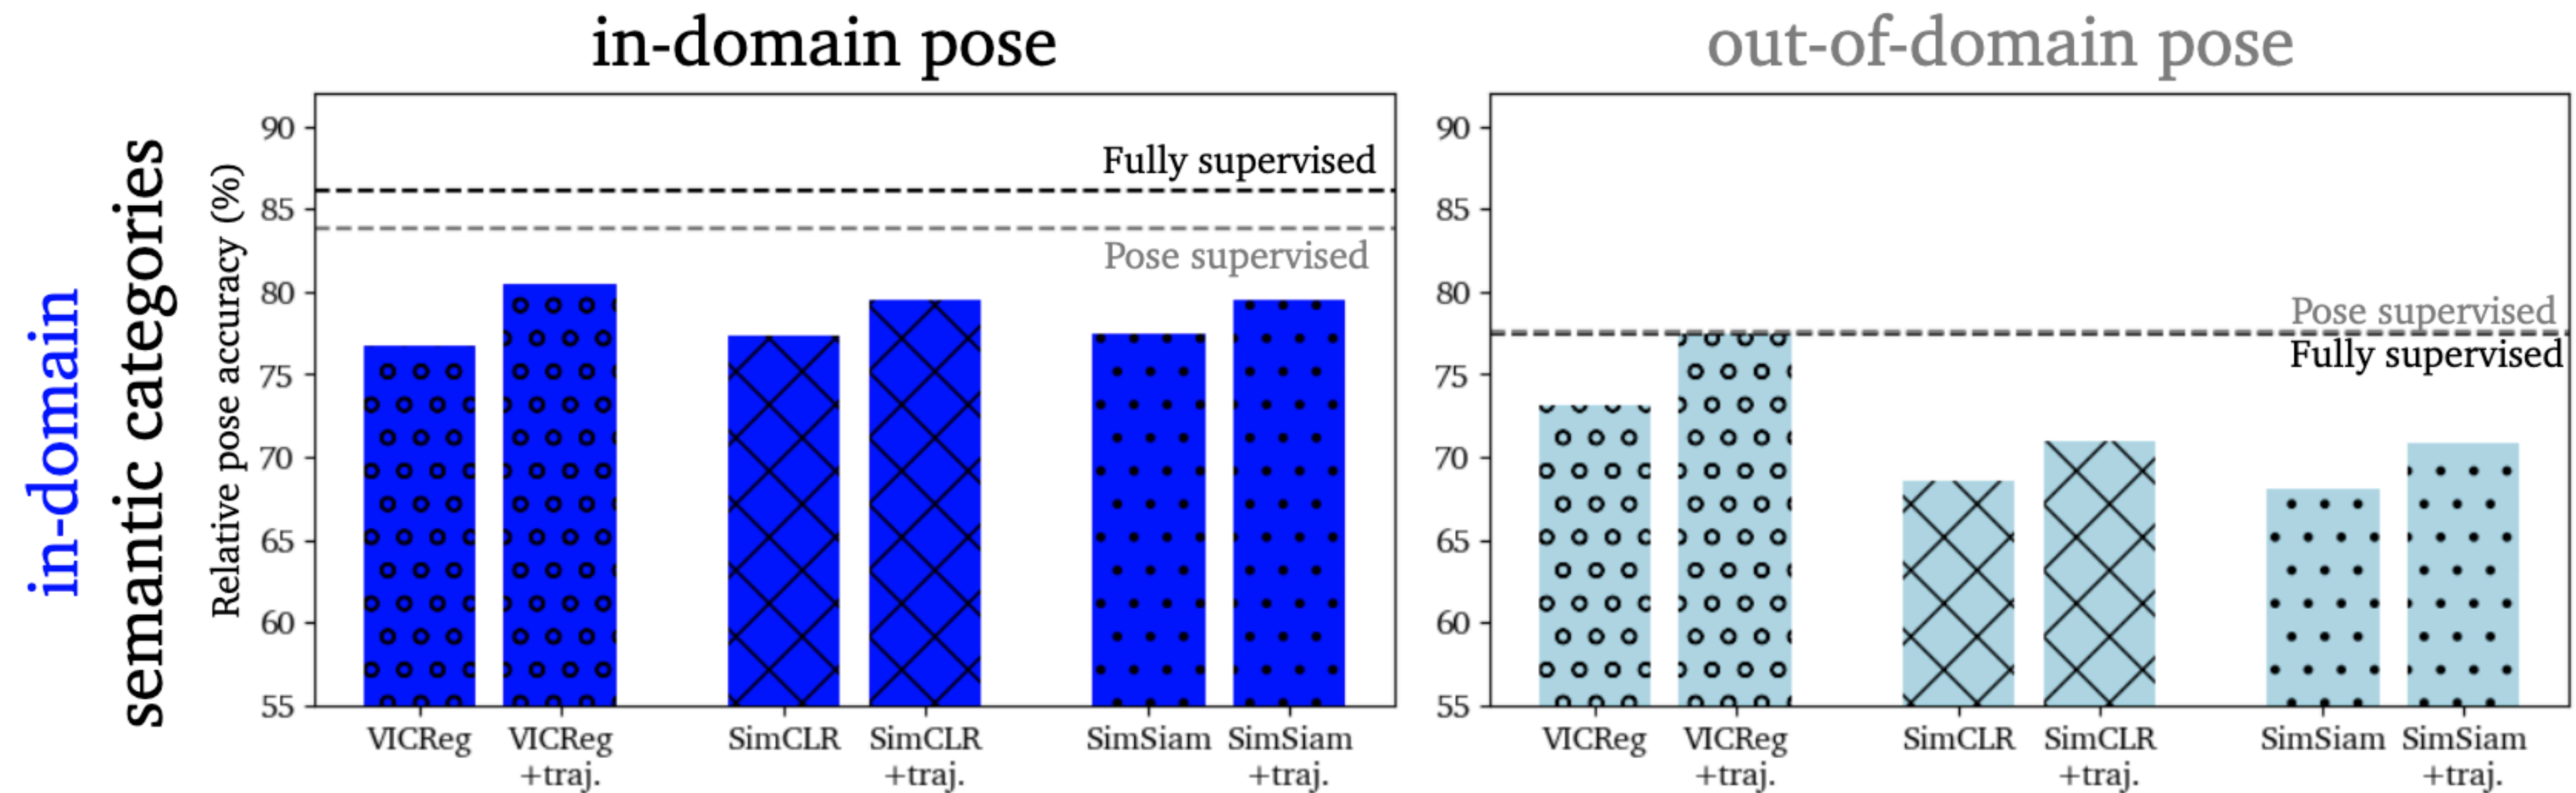 in-domain pose
out-of-domain pose
in-domain
semantic categories
Relative pose accuracy (%)
90
85
80
75
70
65
60
55
Fully supervised
Pose supervised
VICReg
VICReg
+traj.
SimCLR
SimCLR
+traj.
SimSiam
SimSiam
+traj.
90
85
80
75
70
65
60
55
Pose supervised
Fully supervised
VICReg
VICReg
+traj.
SimCLR
SimCLR
+traj.
SimSiam
SimSiam
+traj.